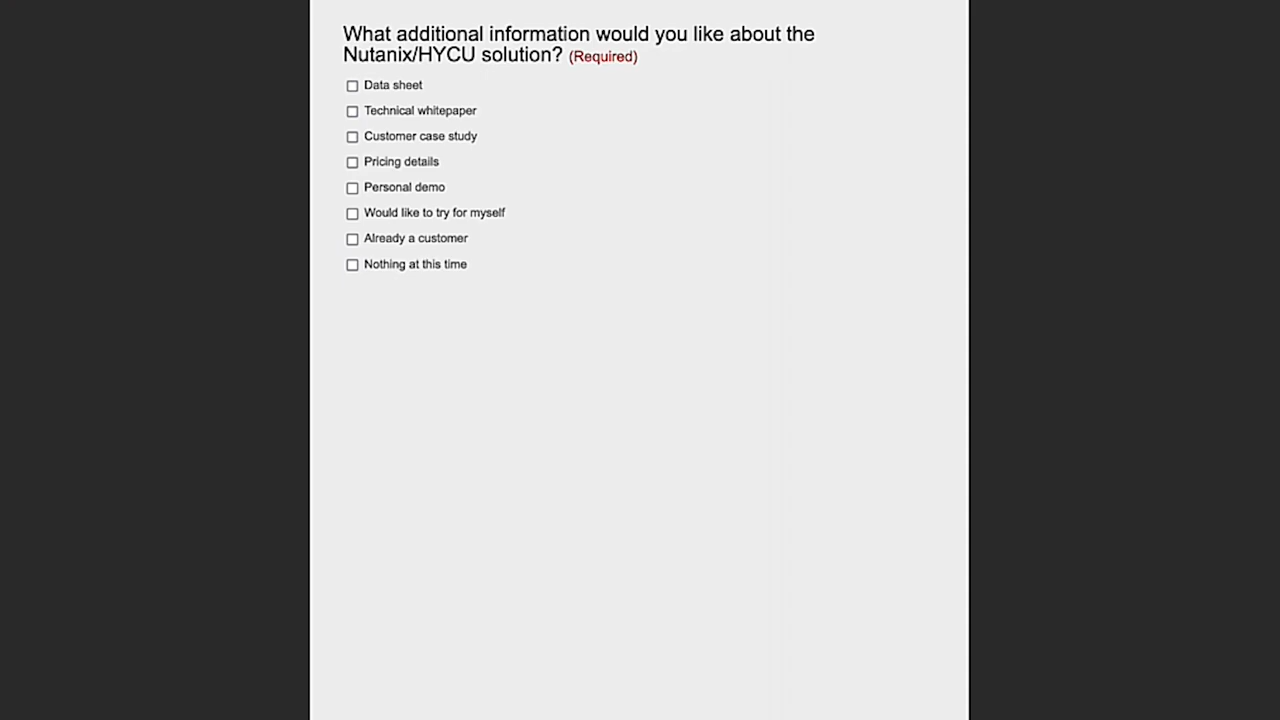 What additional information would you like about the
Nutanix/HYCU solution? (Required)
Data sheet
Technical whitepaper
Customer case study
Pricing details
Personal demo
Would like to try for myself
Already a customer
Nothing at this time